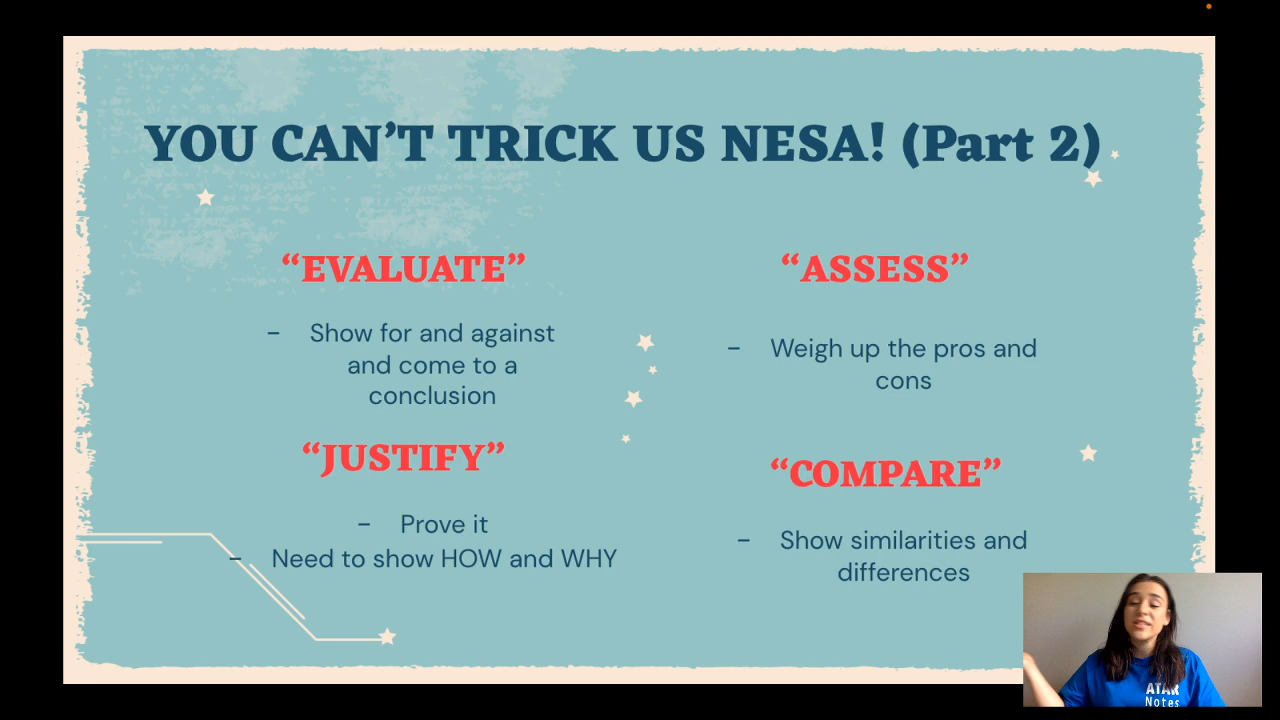 YOU CAN’T TRICK US NESA! (Part 2)
“EVALUATE”
- Show for and against
and come to a
conclusion
“JUSTIFY”
- Prove it
- Need to show HOW and WHY
“ASSESS”
- Weigh up the pros and
cons
“COMPARE”
- Show similarities and
differences
ATAR
Notes